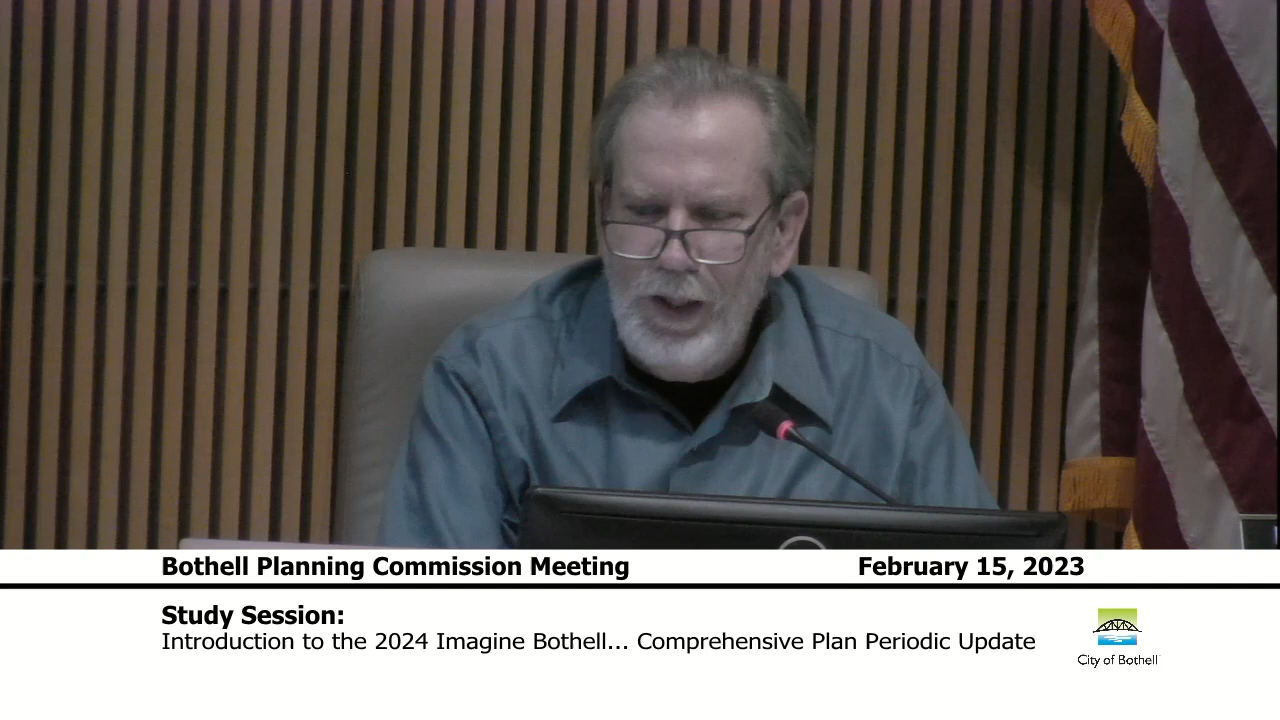 Bothell Planning Commission Meeting February 15, 2023
Study Session:
Introduction to the 2024 Imagine Bothell... Comprehensive Plan Periodic Update
City of Bothell